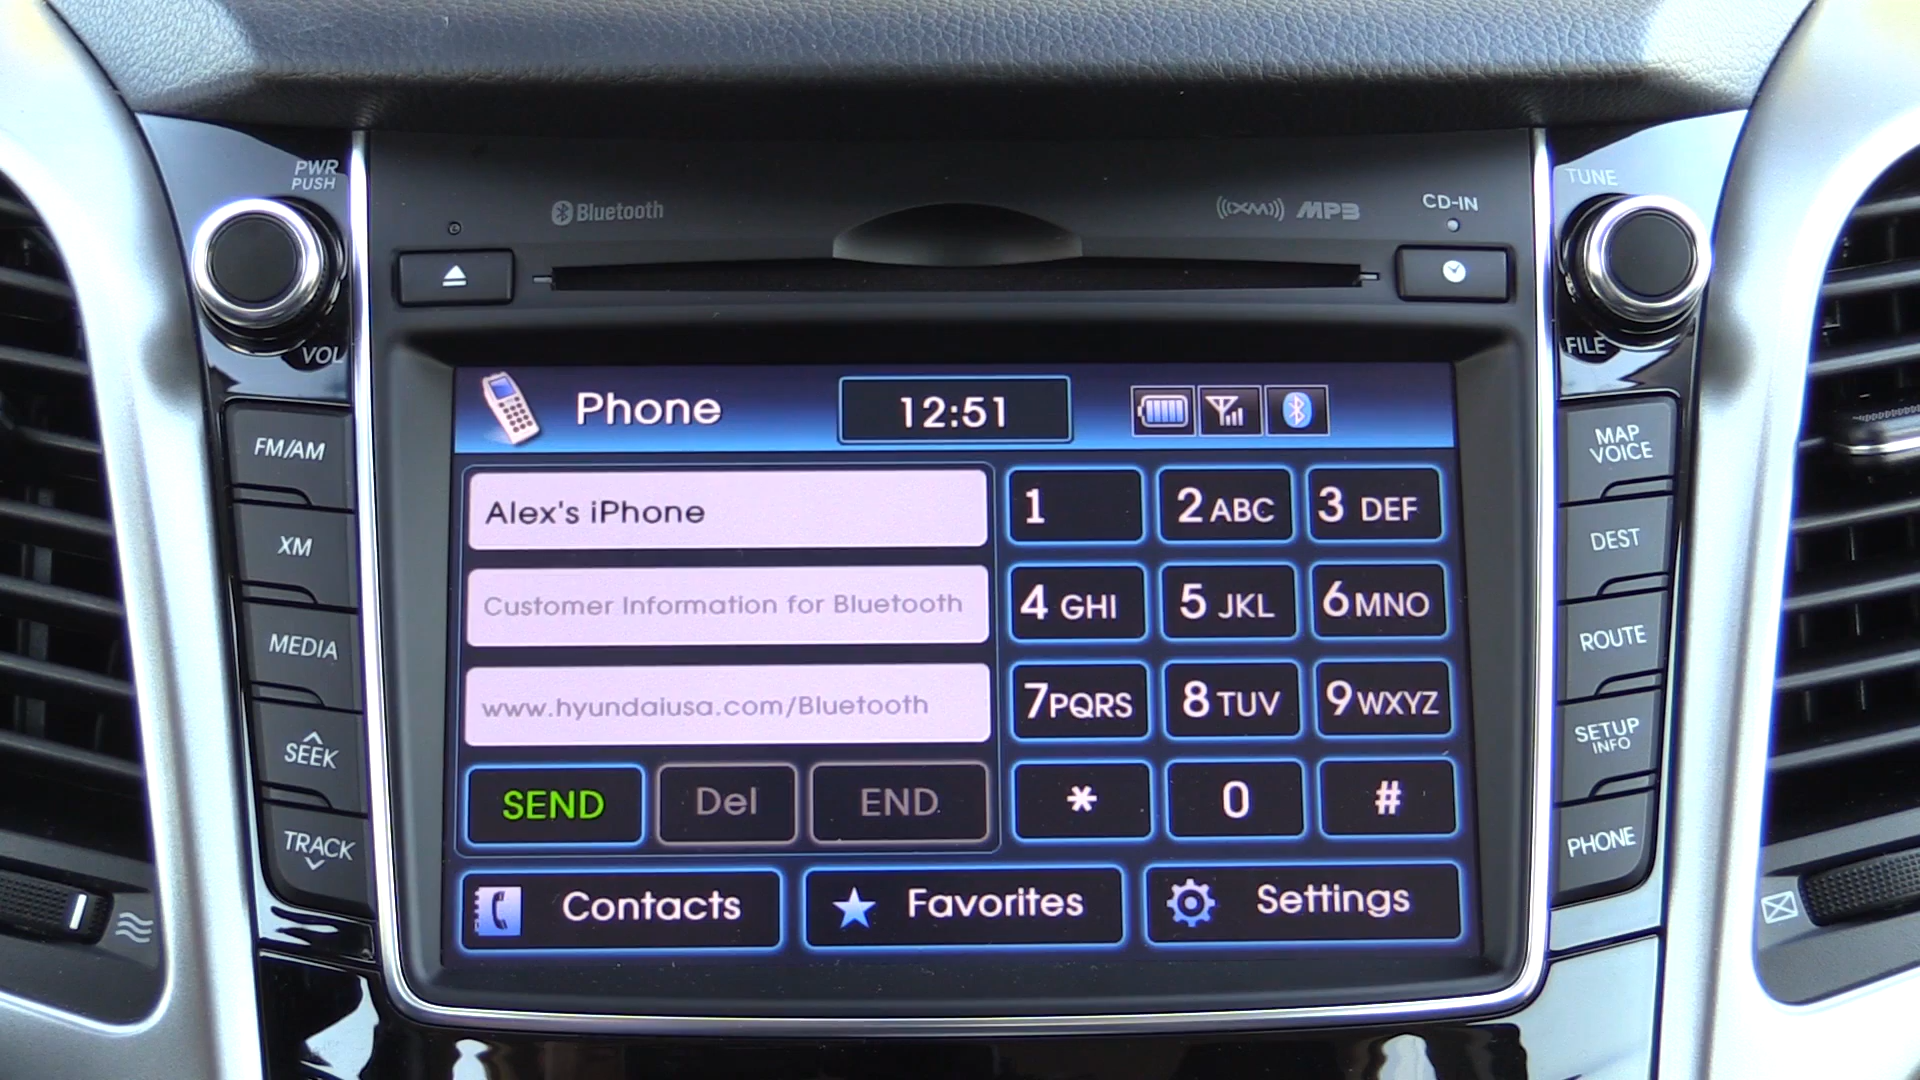 PWR
PUSH
Bluetooth
((XM)) MP3
CD-IN
TUNE
VOL
FILE
Phone
12:51
FM/AM
XM
MEDIA
SEEK
TRACK
Alex's iPhone
Customer Information for Bluetooth
www.hyundaiusa.com/Bluetooth
SEND Del END
1 2 ABC 3 DEF
4 GHI 5 JKL 6 MNO
7 PQRS 8 TUV 9 WXYZ
* 0 #
Contacts Favorites Settings
MAP
VOICE
DEST
ROUTE
SETUP
INFO
PHONE